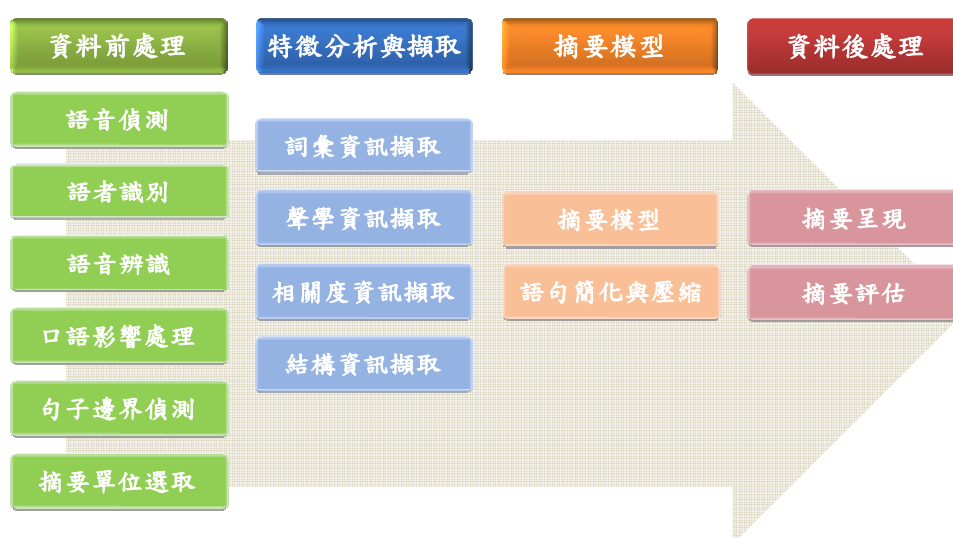 資料前處理
語音偵測
語者識別
語音辨識
口語影響處理
句子邊界偵測
摘要單位選取
特徵分析與擷取
詞彙資訊擷取
聲學資訊擷取
相關度資訊擷取
結構資訊擷取
摘要模型
摘要模型
語句簡化與壓縮
資料後處理
摘要呈現
摘要評估